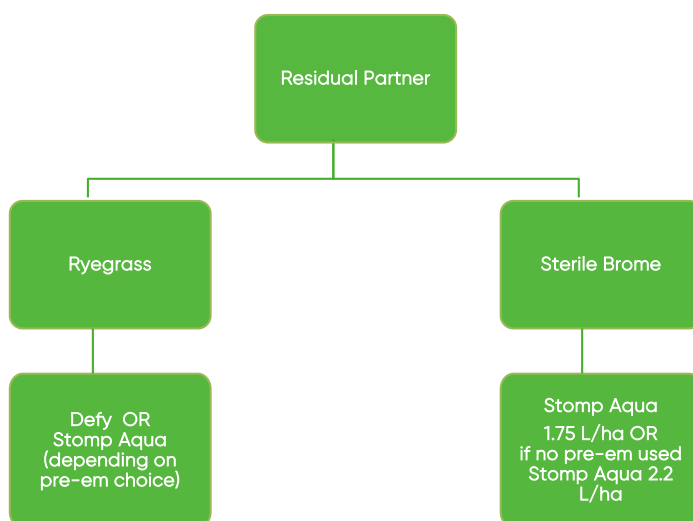 Residual Partner
Ryegrass
Sterile Brome
Defy OR
Stomp Aqua
(depending on
pre-em choice)
Stomp Aqua
1.75 L/ha OR
if no pre-em used
Stomp Aqua 2.2
L/ha